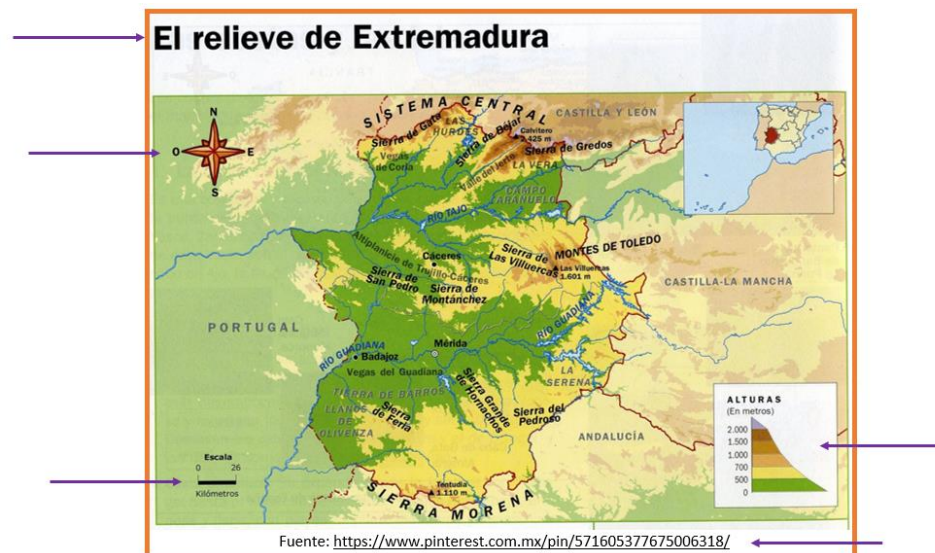 El relieve de Extremadura
N
O
E
S
SISTEMA CENTRAL
CASTILLA Y LEÓN
Sierra de Gata
LAS
HURDES
Sierra de Béjar
Calvitero
2.425 m
Sierra de Gredos
Vegas
de Coria
Valle del Jerte
LA VERA
CAMPO
ARAÑUELO
RÍO TAJO
Altiplanicie de Trujillo-Cáceres
Cáceres
Sierra de
Las Villuercas
MONTES DE TOLEDO
Las Villuercas
1.601 m
Sierra de
San Pedro
Sierra de
Montánchez
CASTILLA-LA MANCHA
PORTUGAL
RÍO GUADIANA
RÍO GUADIANA
Mérida
Badajoz
Vegas del Guadiana
LA
SERENA
TIERRA DE BARROS
LLANOS
DE
OLIVENZA
Sierra
de Feria
Sierra Grande
de Hornachos
Sierra del
Pedroso
ANDALUCÍA
Tentudía
1.110 m
SIERRA MORENA
Escala
0 26
Kilómetros
ALTURAS
(En metros)
2.000
1.500
1.000
700
500
0
Fuente: https://www.pinterest.com.mx/pin/571605377675006318/